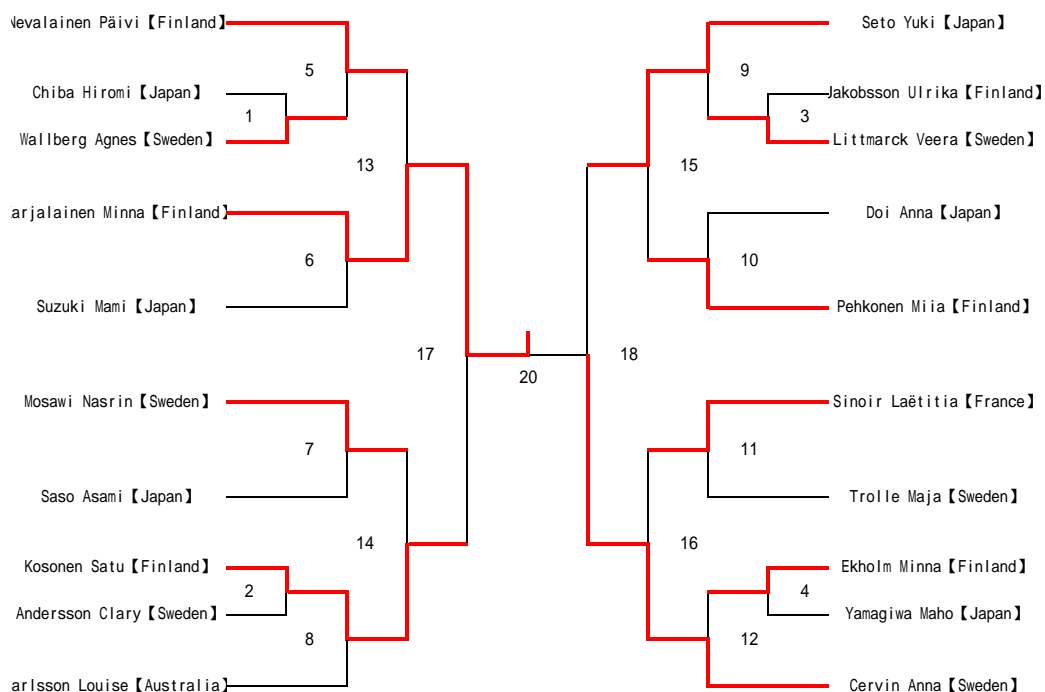 Nevalainen Päivi【Finland】
Seto Yuki【Japan】
5
9
Chiba Hiromi【Japan】
Jakobsson Ulrika【Finland】
1
3
Wallberg Agnes【Sweden】
Littmarck Veera【Sweden】
13
15
arjalainen Minna【Finland】
Doi Anna【Japan】
6
10
Suzuki Mami【Japan】
Pehkonen Miia【Finland】
17
18
20
Mosawi Nasrin【Sweden】
Sinoir Laëtitia【France】
7
11
Saso Asami【Japan】
Trolle Maja【Sweden】
14
16
Kosonen Satu【Finland】
Ekholm Minna【Finland】
2
4
Andersson Clary【Sweden】
Yamagiwa Maho【Japan】
8
12
arlsson Louise【Australia】
Cervin Anna【Sweden】